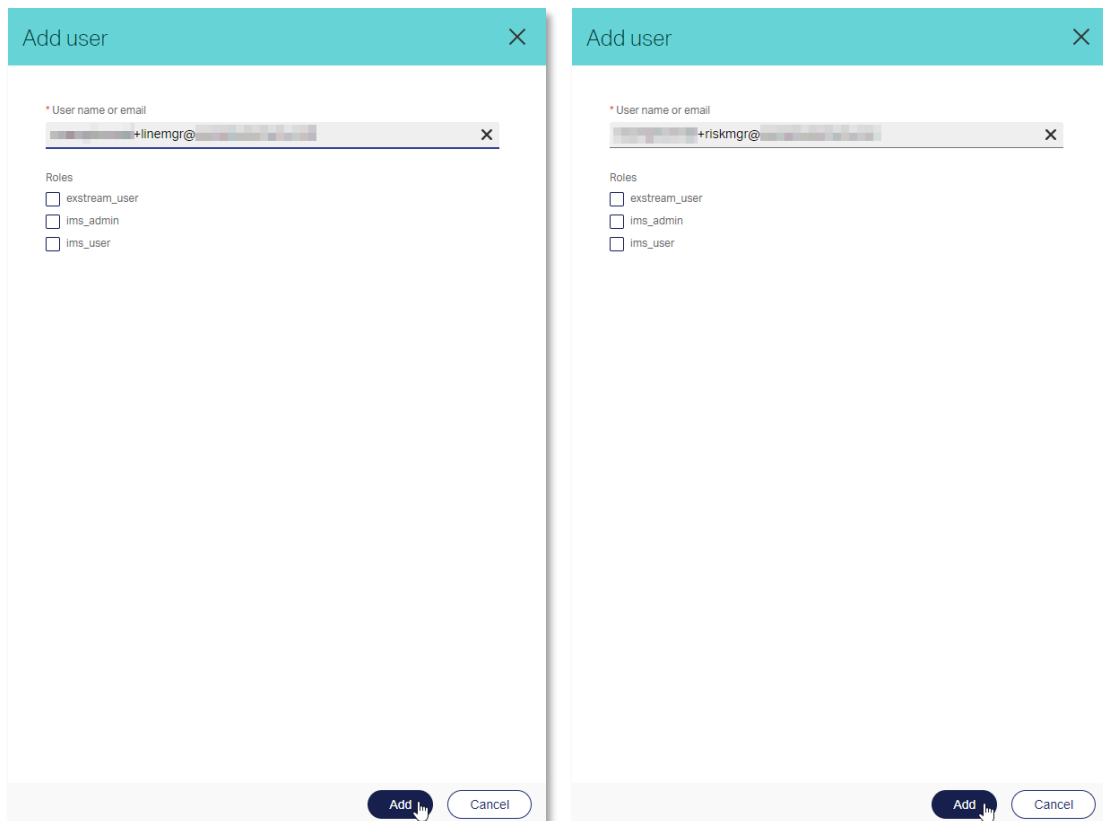 Add user
* User name or email
+linemgr@
Roles
exstream_user
ims_admin
ims_user
Add
Cancel
Add user
* User name or email
+riskmgr@
Roles
exstream_user
ims_admin
ims_user
Add
Cancel